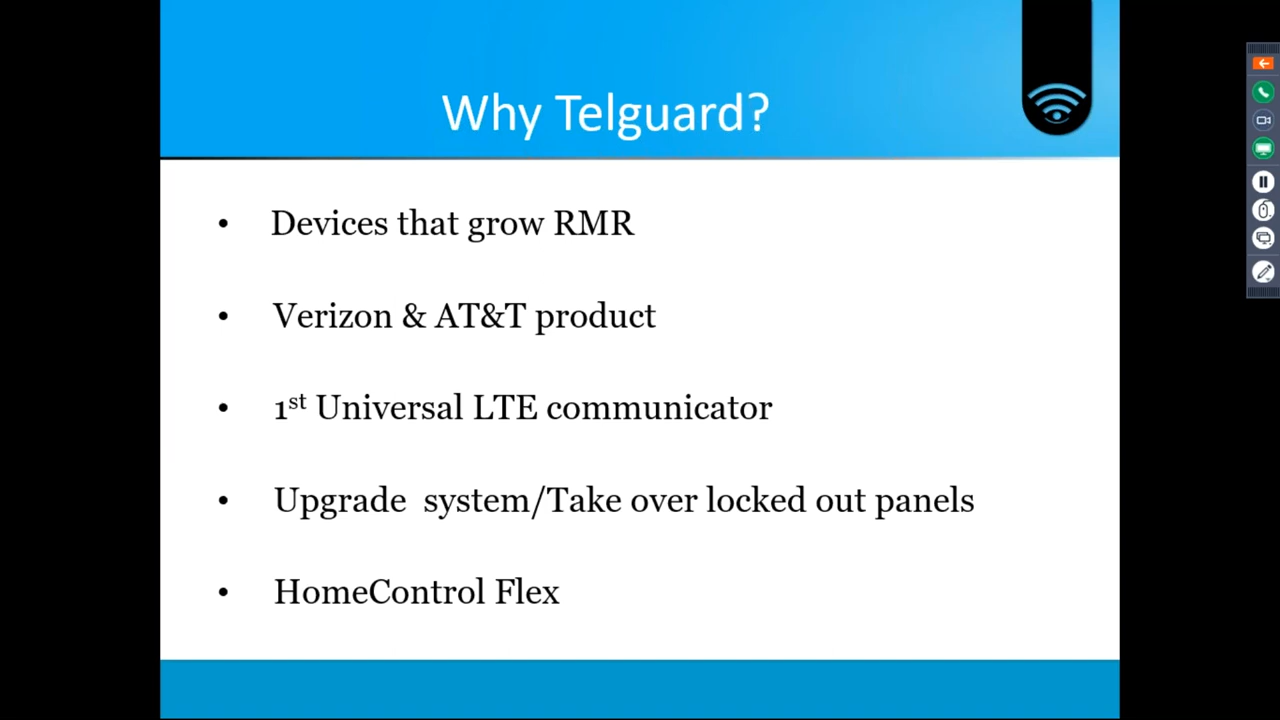 Why Telguard?
• Devices that grow RMR
• Verizon & AT&T product
• 1st Universal LTE communicator
• Upgrade  system/Take over locked out panels
• HomeControl Flex